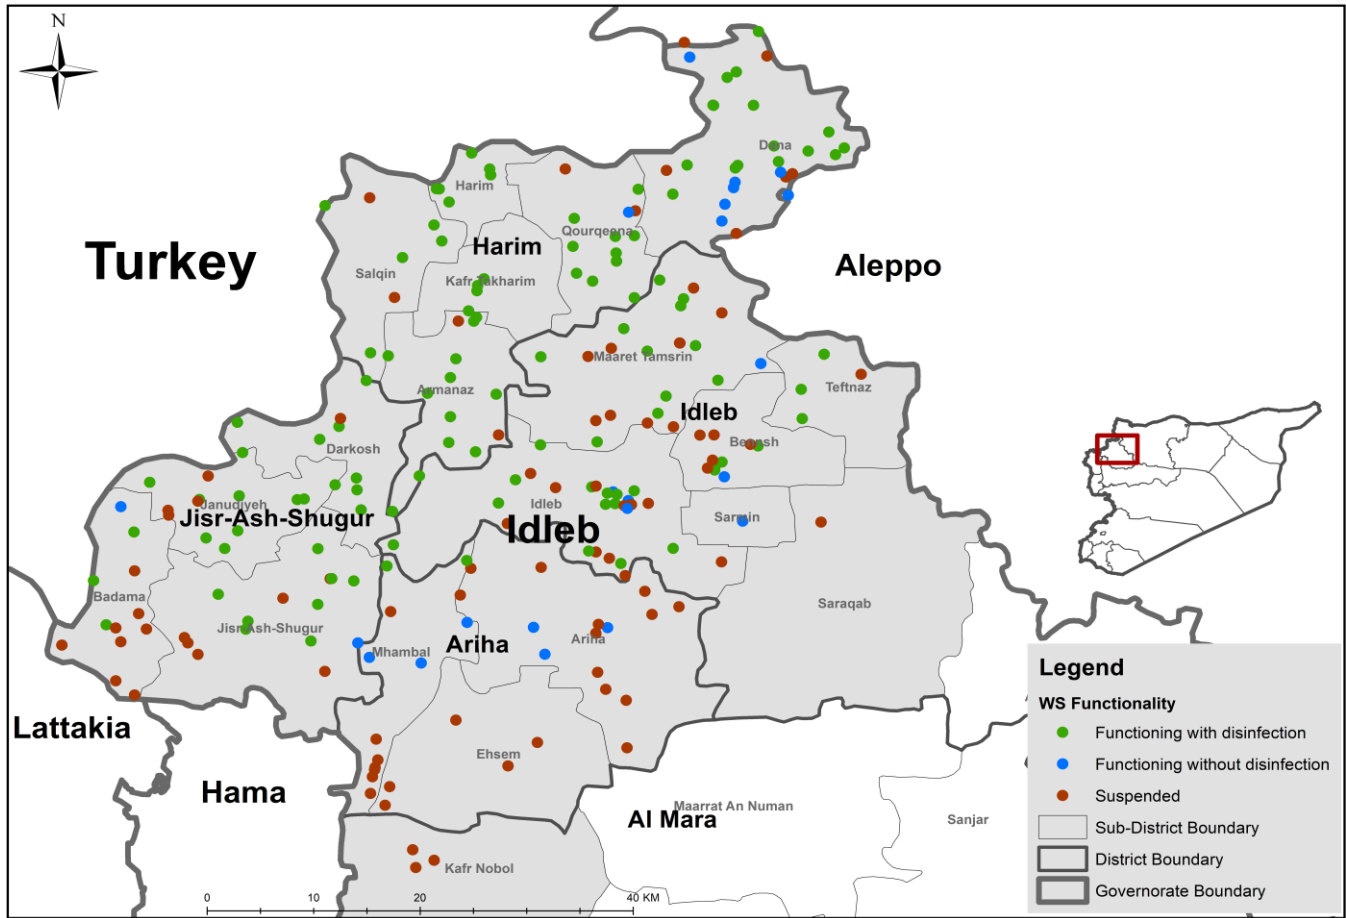 N
Dana
Harim
Qourqeena
Harim
Turkey
Aleppo
Salqin
Kafr Takharim
Maaret Tamsrin
Teftnaz
Armanaz
Idleb
Benash
Darkosh
Janudiyeh
Idleb
Jisr-Ash-Shugur
Sarmin
Idleb
Badama
Saraqab
Jisr-Ash-Shugur
Ariha
Ariha
Mhambal
Lattakia
Ehsem
Hama
Maarrat An Numan
Al Mara
Sanjar
Kafr Nobol
0 10 20 40 KM
Legend
WS Functionality
Functioning with disinfection
Functioning without disinfection
Suspended
Sub-District Boundary
District Boundary
Governorate Boundary